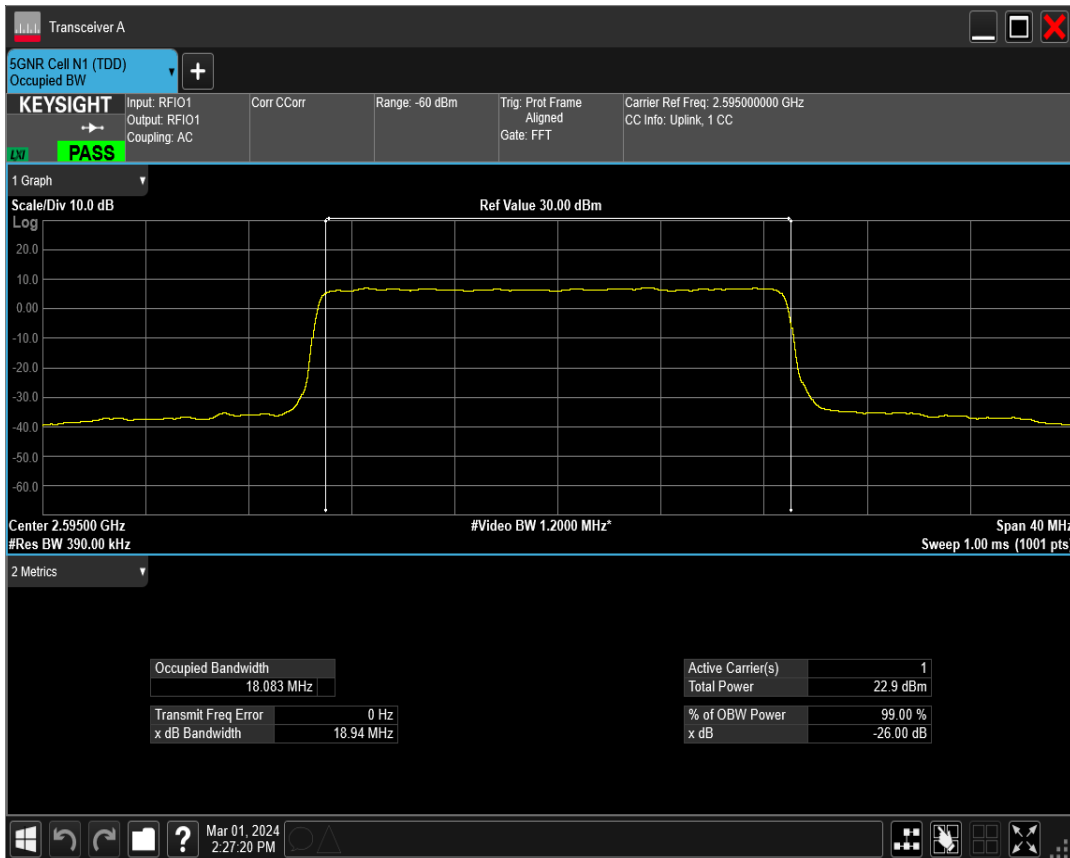 Transceiver A
5GNR Cell N1 (TDD)
Occupied BW
KEYSIGHT
LXI
PASS
Input: RFIO1
Output: RFIO1
Coupling: AC
Corr CCorr
Range: -60 dBm
Trig: Prot Frame
Aligned
Gate: FFT
Carrier Ref Freq: 2.595000000 GHz
CC Info: Uplink, 1 CC
1 Graph
Scale/Div 10.0 dB
Ref Value 30.00 dBm
Log
20.0
10.0
0.00
-10.0
-20.0
-30.0
-40.0
-50.0
-60.0
Center 2.59500 GHz
#Video BW 1.2000 MHz*
Span 40 MHz
#Res BW 390.00 kHz
Sweep 1.00 ms (1001 pts)
2 Metrics
Occupied Bandwidth
18.083 MHz
Transmit Freq Error 0 Hz
x dB Bandwidth 18.94 MHz
Active Carrier(s) 1
Total Power 22.9 dBm
% of OBW Power 99.00 %
x dB -26.00 dB
?
Mar 01, 2024
2:27:20 PM